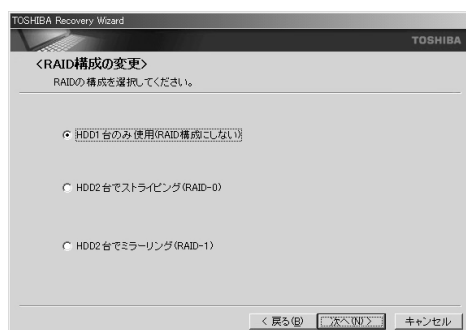 TOSHIBA Recovery Wizard
TOSHIBA
<RAID構成の変更>
RAIDの構成を選択してください。
HDD1台のみ使用(RAID構成にしない)
HDD2台でストライピング(RAID-0)
HDD2台でミラーリング(RAID-1)
< 戻る(B) 次へ(N) > キャンセル